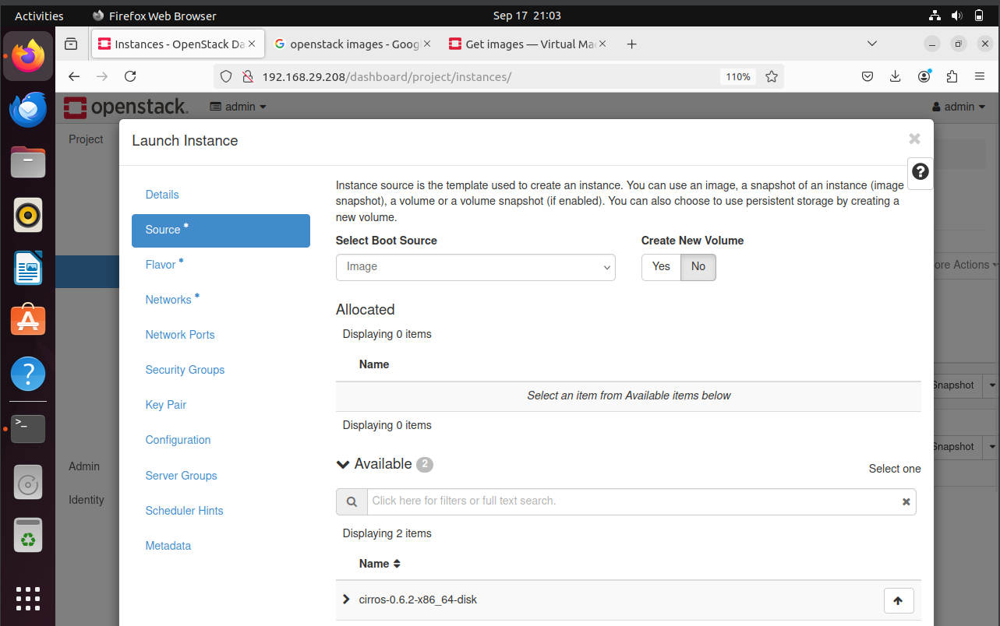 Activities
Firefox Web Browser
Sep 17 21:03
Instances - OpenStack Da
openstack images - Goog
Get images — Virtual Mac
192.168.29.208/dashboard/project/instances/
110%
openstack.
admin
admin
Project
Launch Instance
Details
Source *
Flavor *
Networks *
Network Ports
Security Groups
Key Pair
Configuration
Server Groups
Scheduler Hints
Metadata
Admin
Identity
Instance source is the template used to create an instance. You can use an image, a snapshot of an instance (image
snapshot), a volume or a volume snapshot (if enabled). You can also choose to use persistent storage by creating a
new volume.
Select Boot Source
Create New Volume
Image
Yes
No
Allocated
Displaying 0 items
Name
Select an item from Available items below
Displaying 0 items
Available 2
Select one
Click here for filters or full text search.
Displaying 2 items
Name
cirros-0.6.2-x86_64-disk
ore Actions
Snapshot
Snapshot